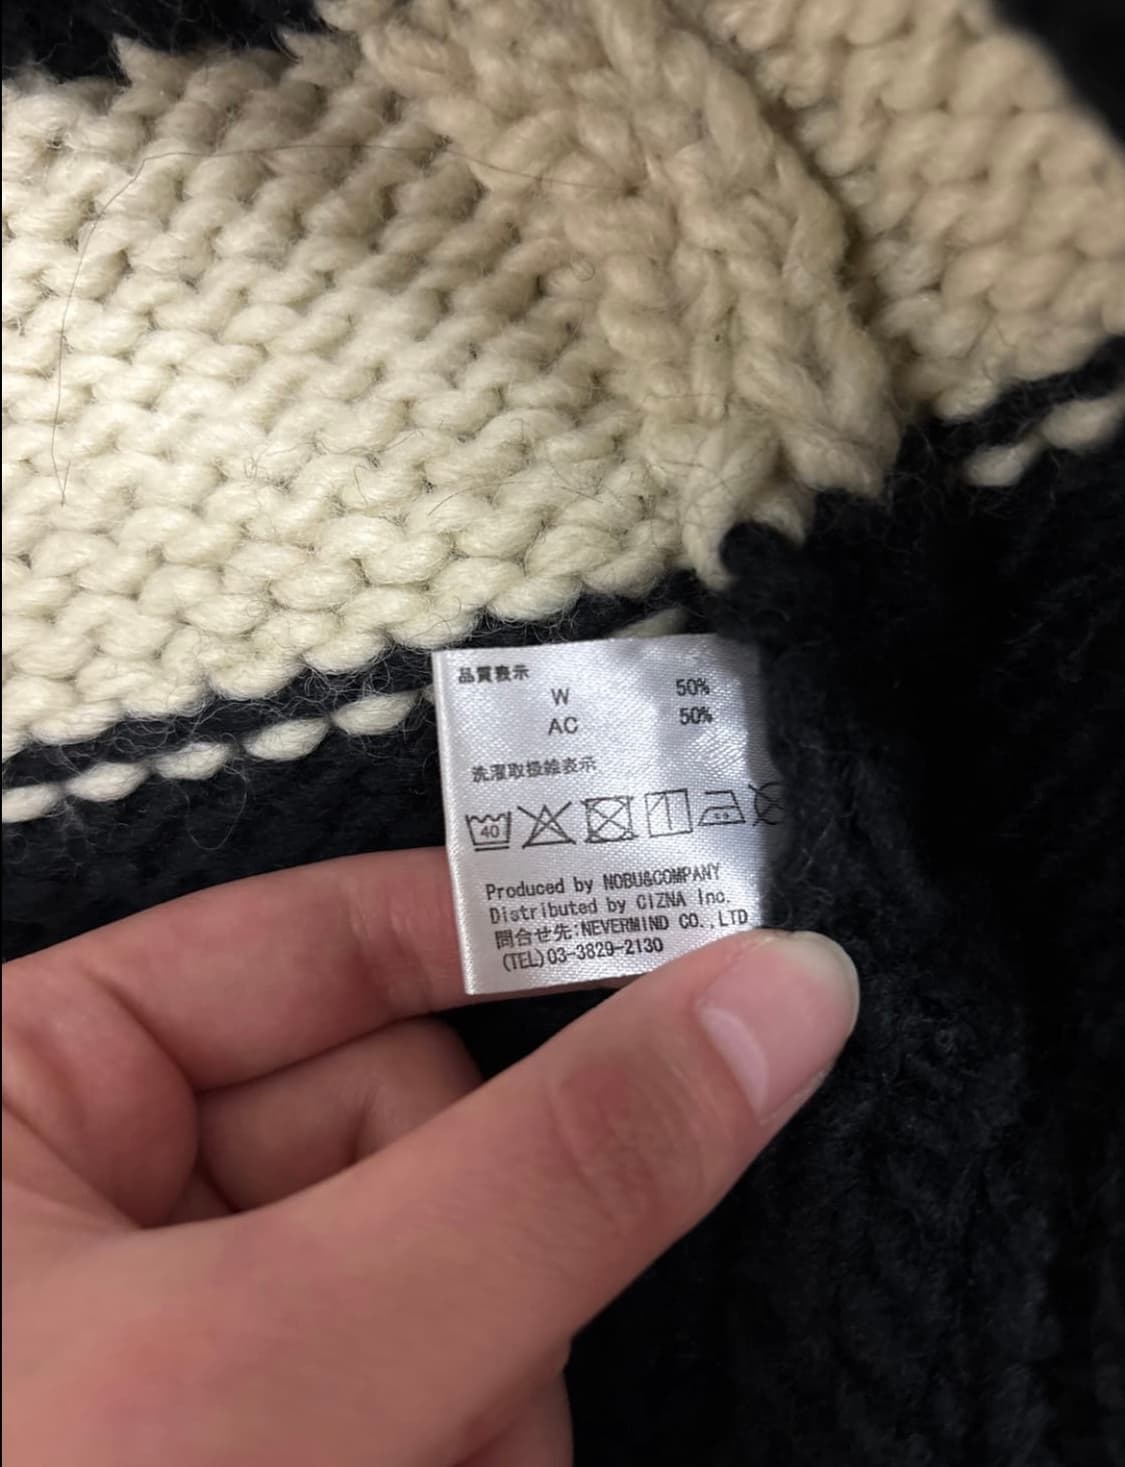 品質表示
W 50%
AC 50%
洗濯取扱絵表示
40
Produced by NOBU&COMPANY
Distributed by CIZNA Inc.
問合せ先:NEVERMIND CO.,LTD
(TEL)03-3829-2130